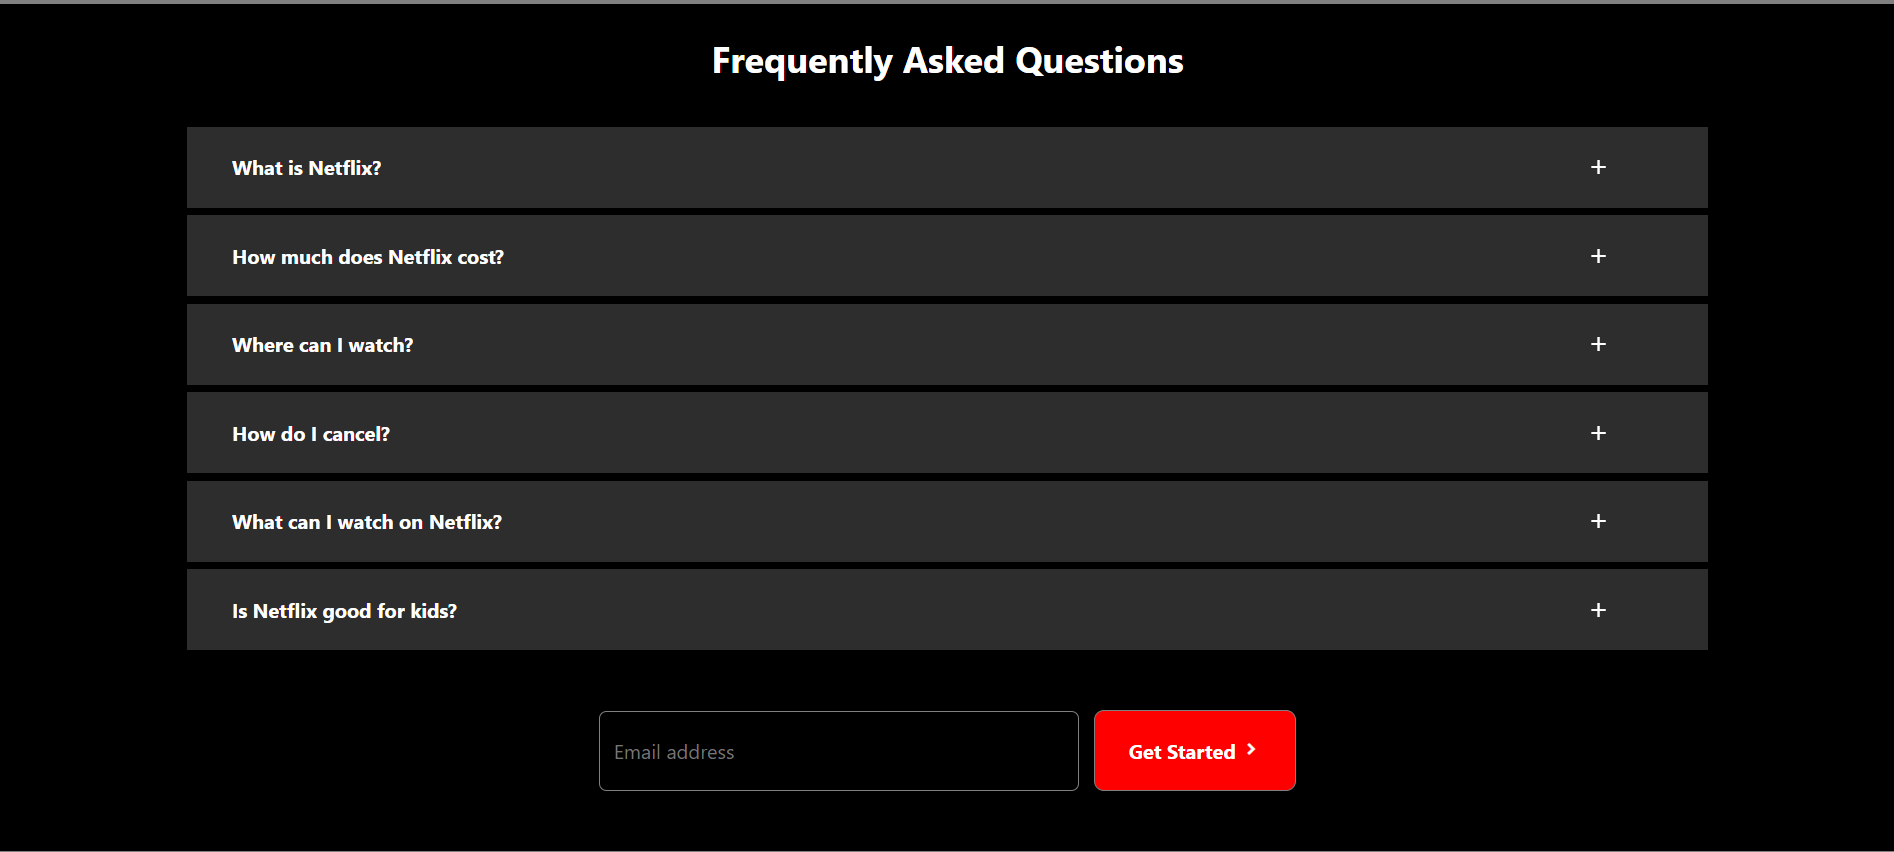 Frequently Asked Questions
What is Netflix? +
How much does Netflix cost? +
Where can I watch? +
How do I cancel? +
What can I watch on Netflix? +
Is Netflix good for kids? +
Email address
Get Started >